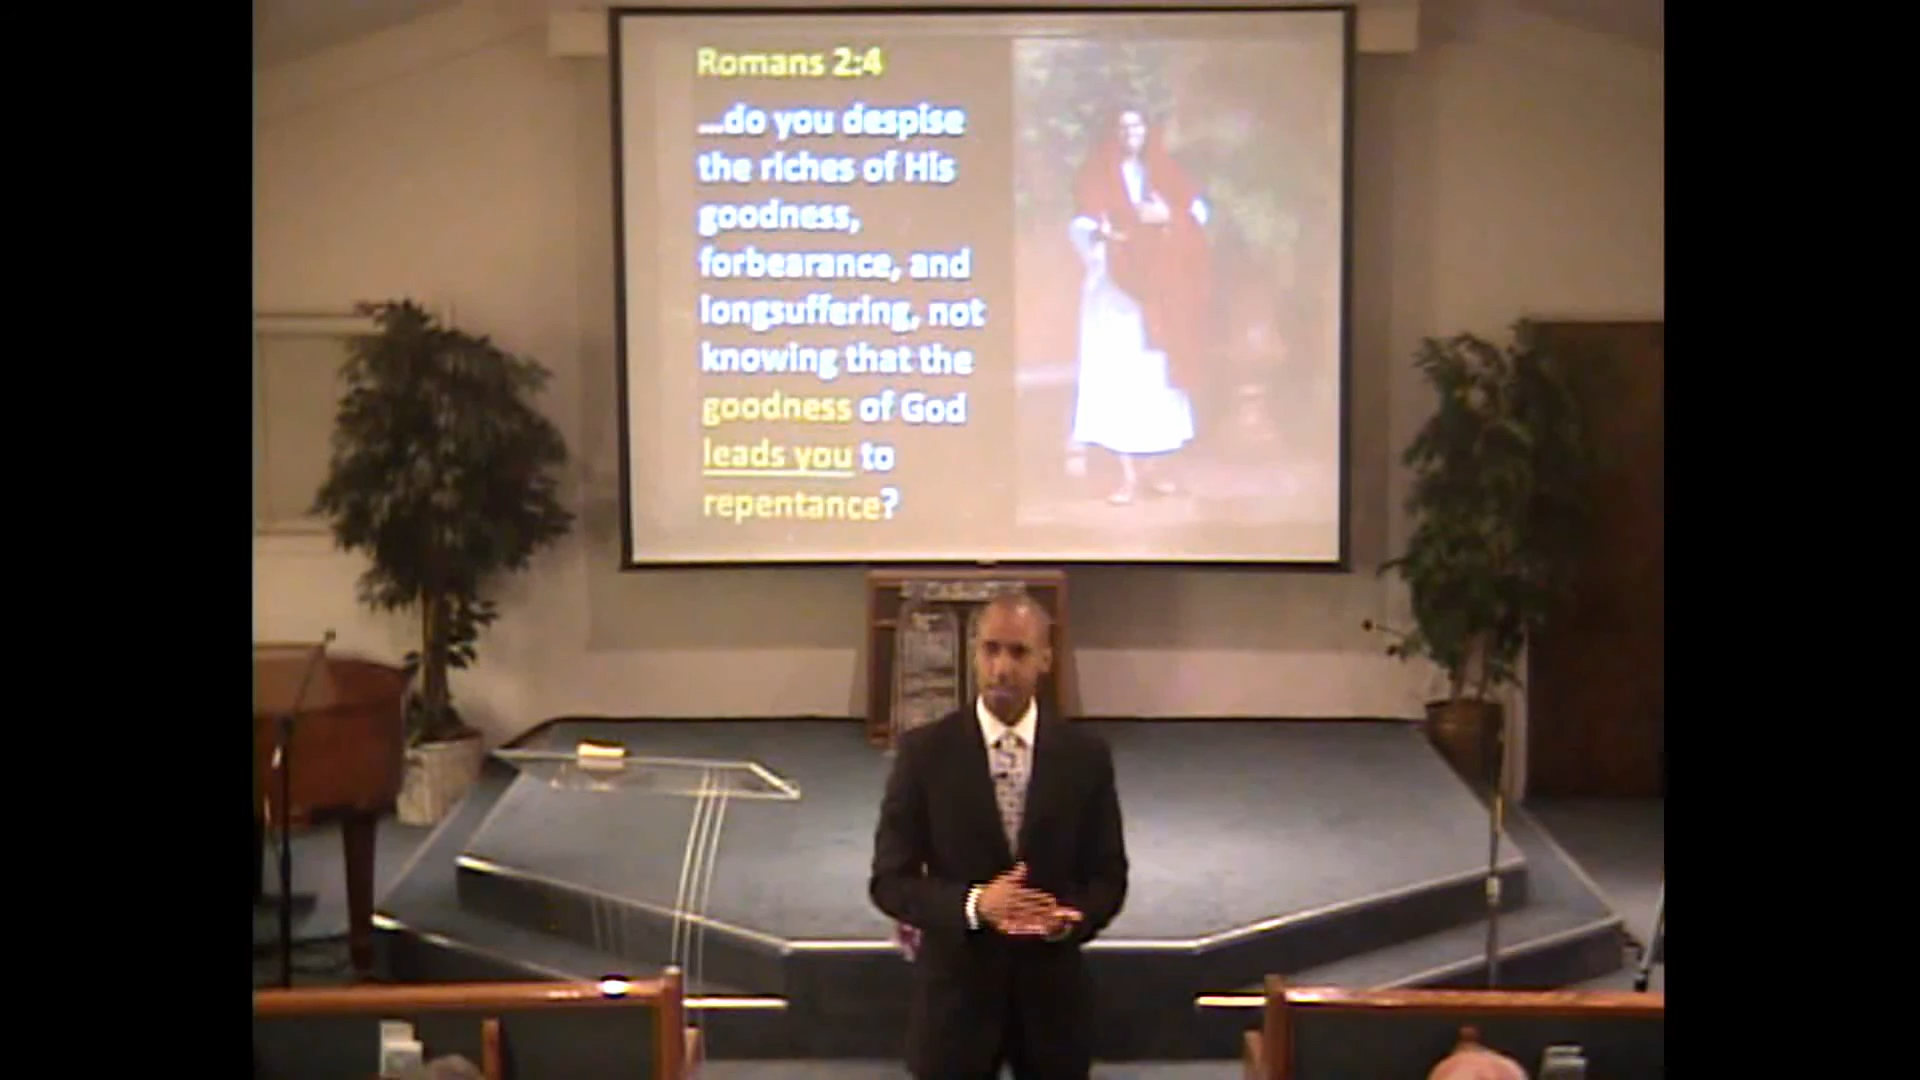 Romans 2:4
...do you despise
the riches of His
goodness,
forbearance, and
longsuffering, not
knowing that the
goodness of God
leads you to
repentance?